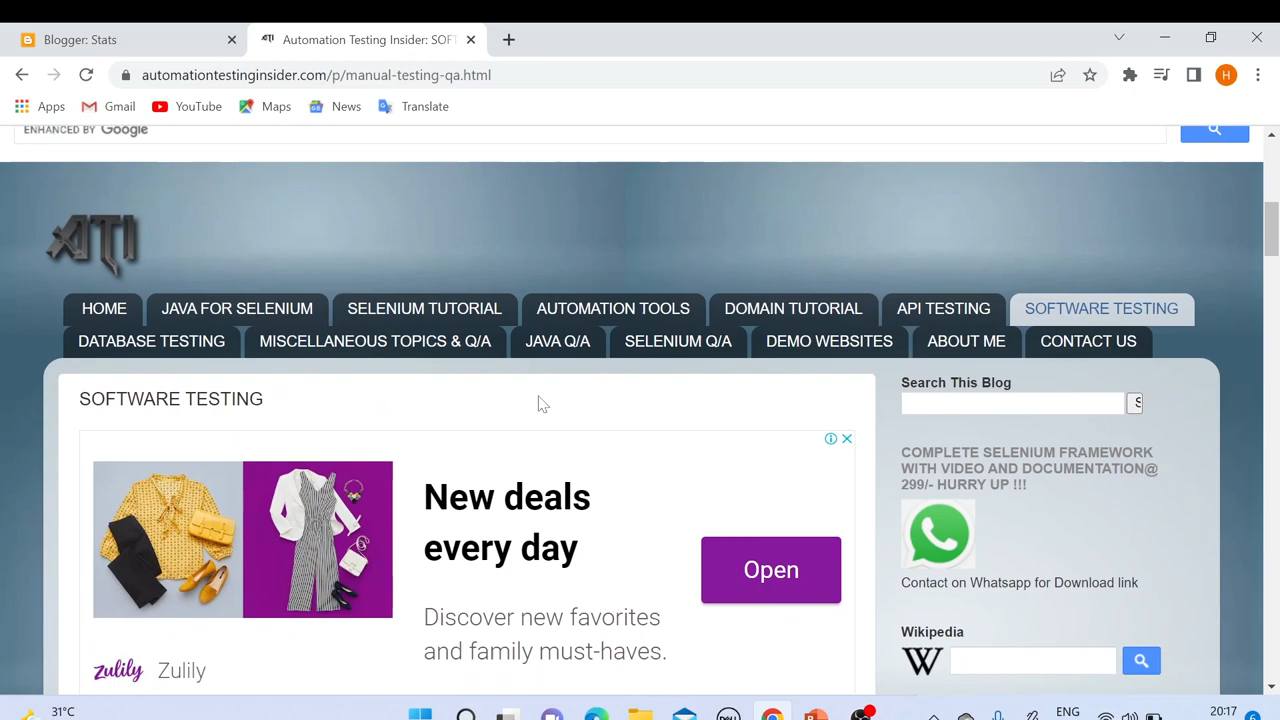 Blogger: Stats
ATI Automation Testing Insider: SOF
automationtestinginsider.com/p/manual-testing-qa.html
H
Apps Gmail YouTube Maps News Translate
ENHANCED BY Google
ATI
HOME JAVA FOR SELENIUM SELENIUM TUTORIAL AUTOMATION TOOLS DOMAIN TUTORIAL API TESTING SOFTWARE TESTING
DATABASE TESTING MISCELLANEOUS TOPICS & Q/A JAVA Q/A SELENIUM Q/A DEMO WEBSITES ABOUT ME CONTACT US
SOFTWARE TESTING
New deals
every day
Discover new favorites
and family must-haves.
Open
zulily Zulily
Search This Blog
S
COMPLETE SELENIUM FRAMEWORK
WITH VIDEO AND DOCUMENTATION@
299/- HURRY UP !!!
Contact on Whatsapp for Download link
Wikipedia
W
31°C
DELL
ENG
20:17
6